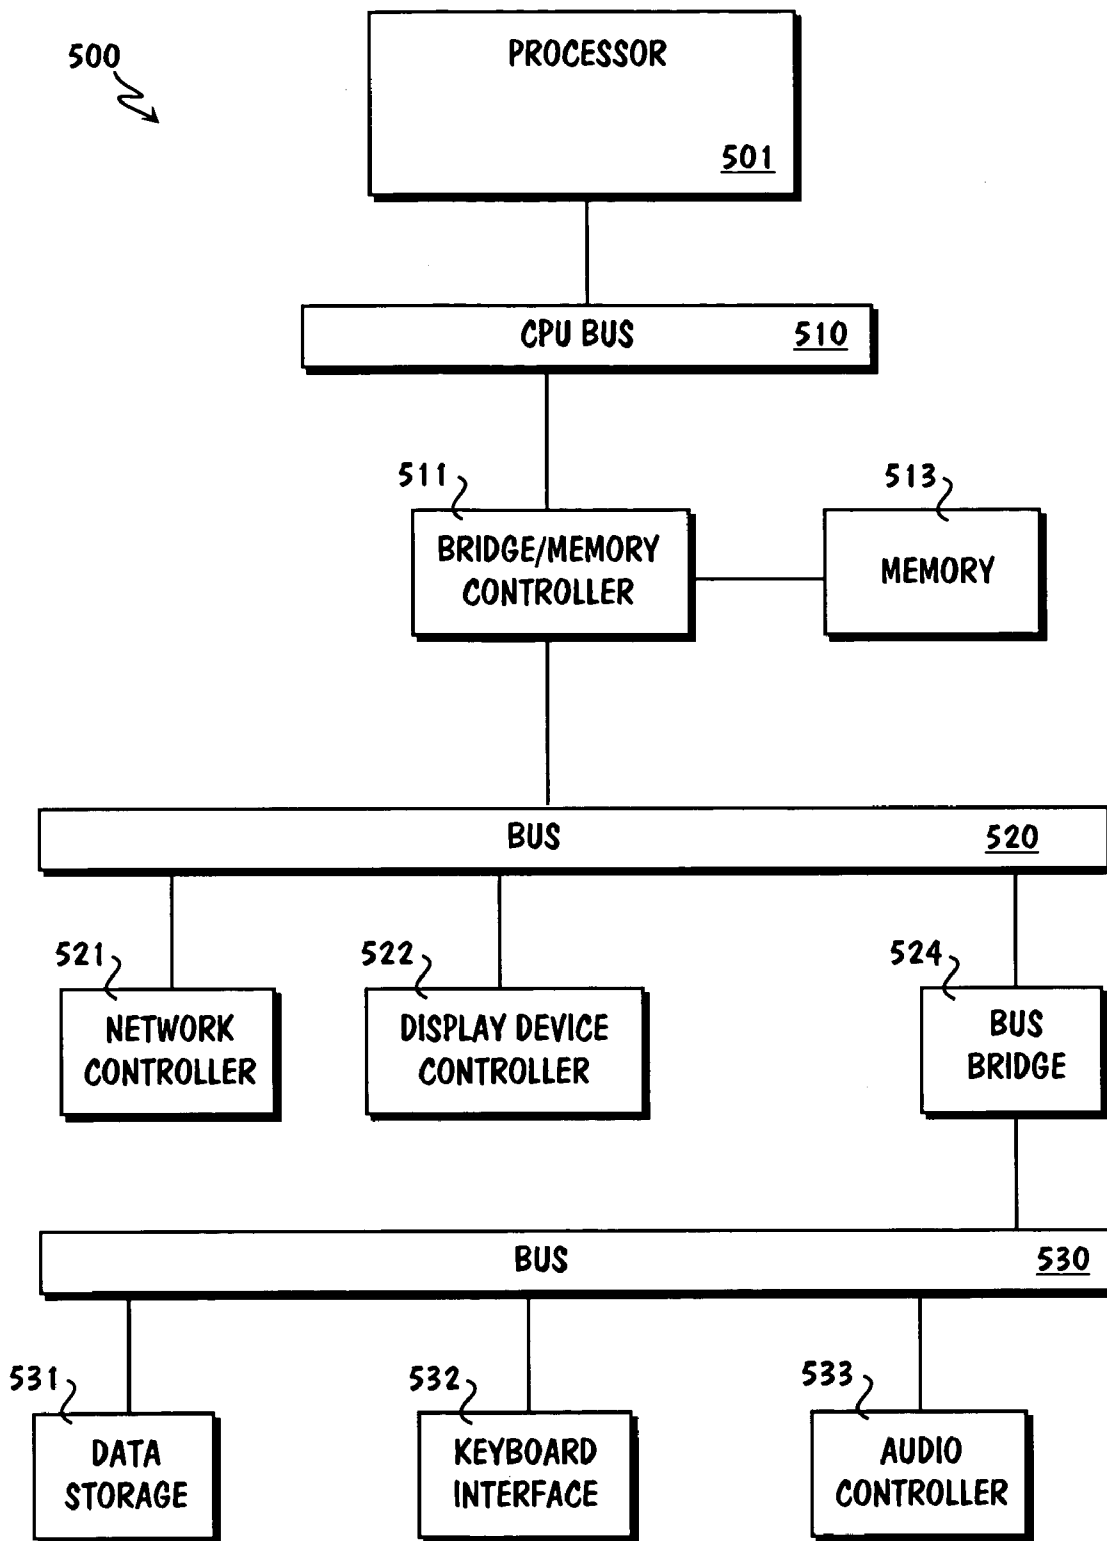 500
PROCESSOR
501
CPU BUS 510
511
BRIDGE/MEMORY
CONTROLLER
513
MEMORY
BUS 520
521
NETWORK
CONTROLLER
522
DISPLAY DEVICE
CONTROLLER
524
BUS
BRIDGE
BUS 530
531
DATA
STORAGE
532
KEYBOARD
INTERFACE
533
AUDIO
CONTROLLER